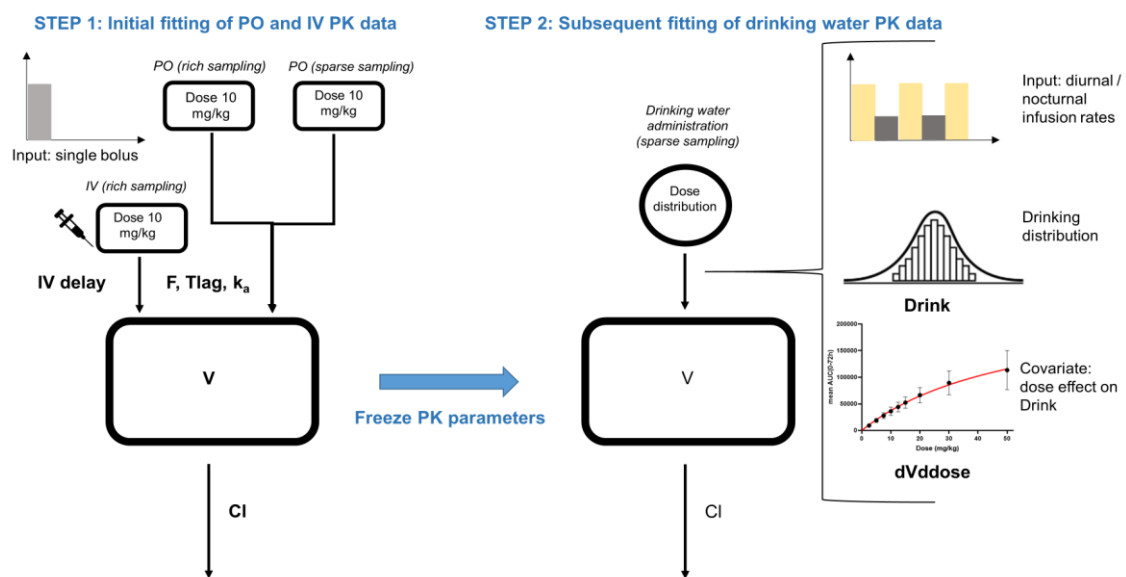 STEP 1: Initial fitting of PO and IV PK data
PO (rich sampling)
PO (sparse sampling)
Dose 10
mg/kg
Dose 10
mg/kg
Input: single bolus
IV (rich sampling)
Dose 10
mg/kg
IV delay
F, Tlag, ka
V
Cl
Freeze PK parameters
STEP 2: Subsequent fitting of drinking water PK data
Drinking water
administration
(sparse sampling)
Dose
distribution
V
Cl
Input: diurnal /
nocturnal
infusion rates
Drinking
distribution
Drink
mean AUC(0-72h)
200000
150000
100000
50000
0
0
10
20
30
40
50
Dose (mg/kg)
Covariate:
dose effect on
Drink
dVddose